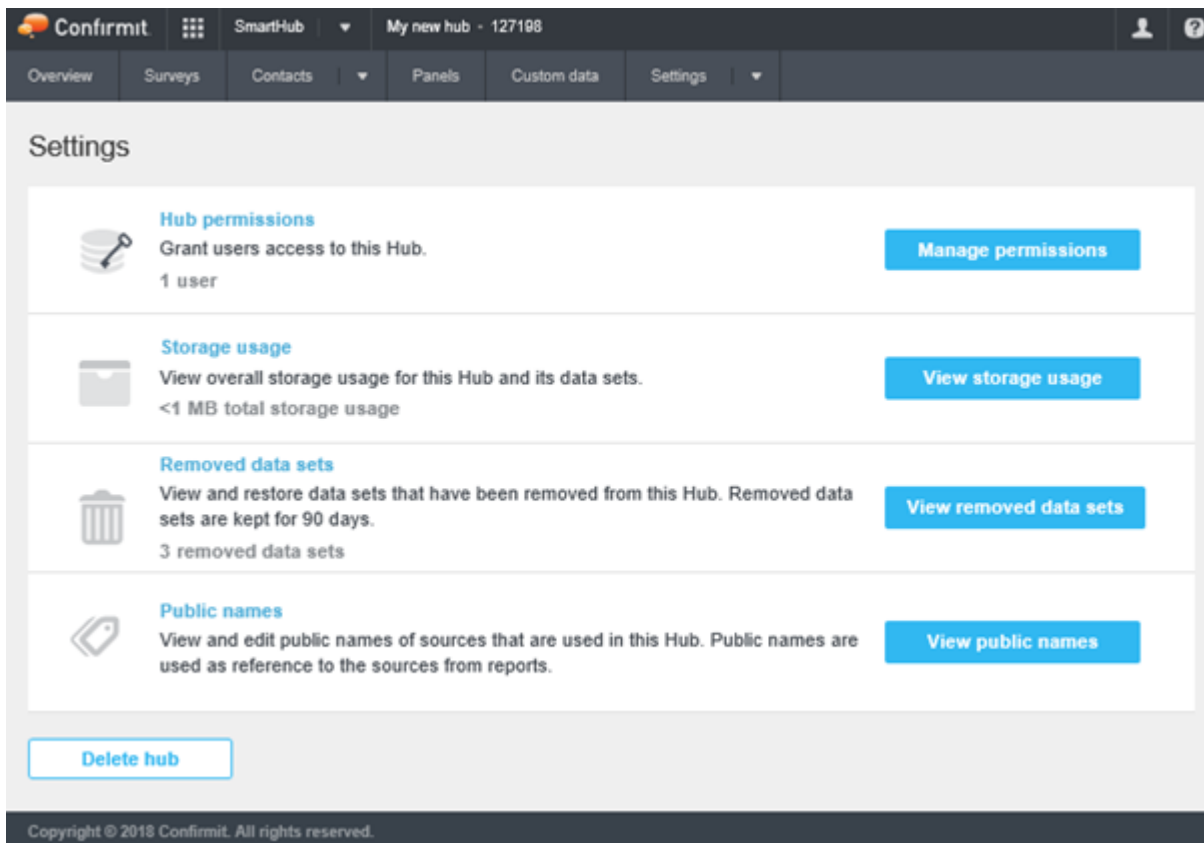 Confirmit SmartHub My new hub - 127198
Overview Surveys Contacts Panels Custom data Settings
Settings
Hub permissions
Grant users access to this Hub.
1 user
Manage permissions
Storage usage
View overall storage usage for this Hub and its data sets.
<1 MB total storage usage
View storage usage
Removed data sets
View and restore data sets that have been removed from this Hub. Removed data
sets are kept for 90 days.
3 removed data sets
View removed data sets
Public names
View and edit public names of sources that are used in this Hub. Public names are
used as reference to the sources from reports.
View public names
Delete hub
Copyright © 2018 Confirmit. All rights reserved.